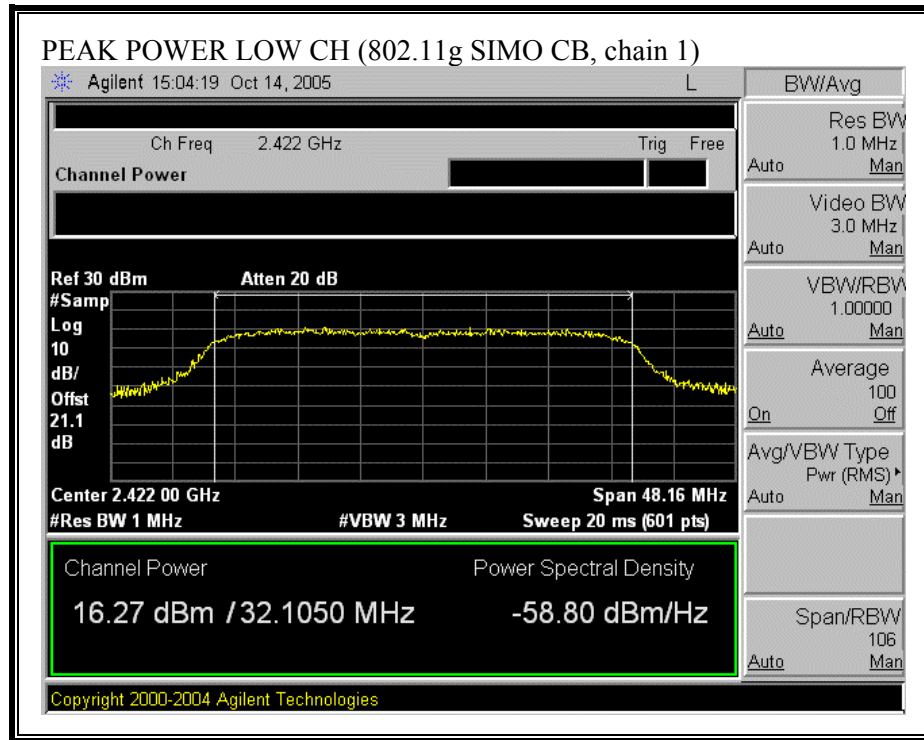 PEAK POWER LOW CH (802.11g SIMO CB, chain 1)
Agilent 15:04:19 Oct 14, 2005 L
Ch Freq 2.422 GHz Trig Free
Channel Power
Ref 30 dBm Atten 20 dB
#Samp
Log
10
dB/
Offst
21.1
dB
Center 2.422 00 GHz Span 48.16 MHz
#Res BW 1 MHz #VBW 3 MHz Sweep 20 ms (601 pts)
Channel Power Power Spectral Density
16.27 dBm / 32.1050 MHz -58.80 dBm/Hz
Copyright 2000-2004 Agilent Technologies
BW/Avg
Res BW
1.0 MHz
Auto Man
Video BW
3.0 MHz
Auto Man
VBW/RBW
1.00000
Auto Man
Average
100
On Off
Avg/VBW Type
Pwr (RMS)
Auto Man
Span/RBW
106
Auto Man